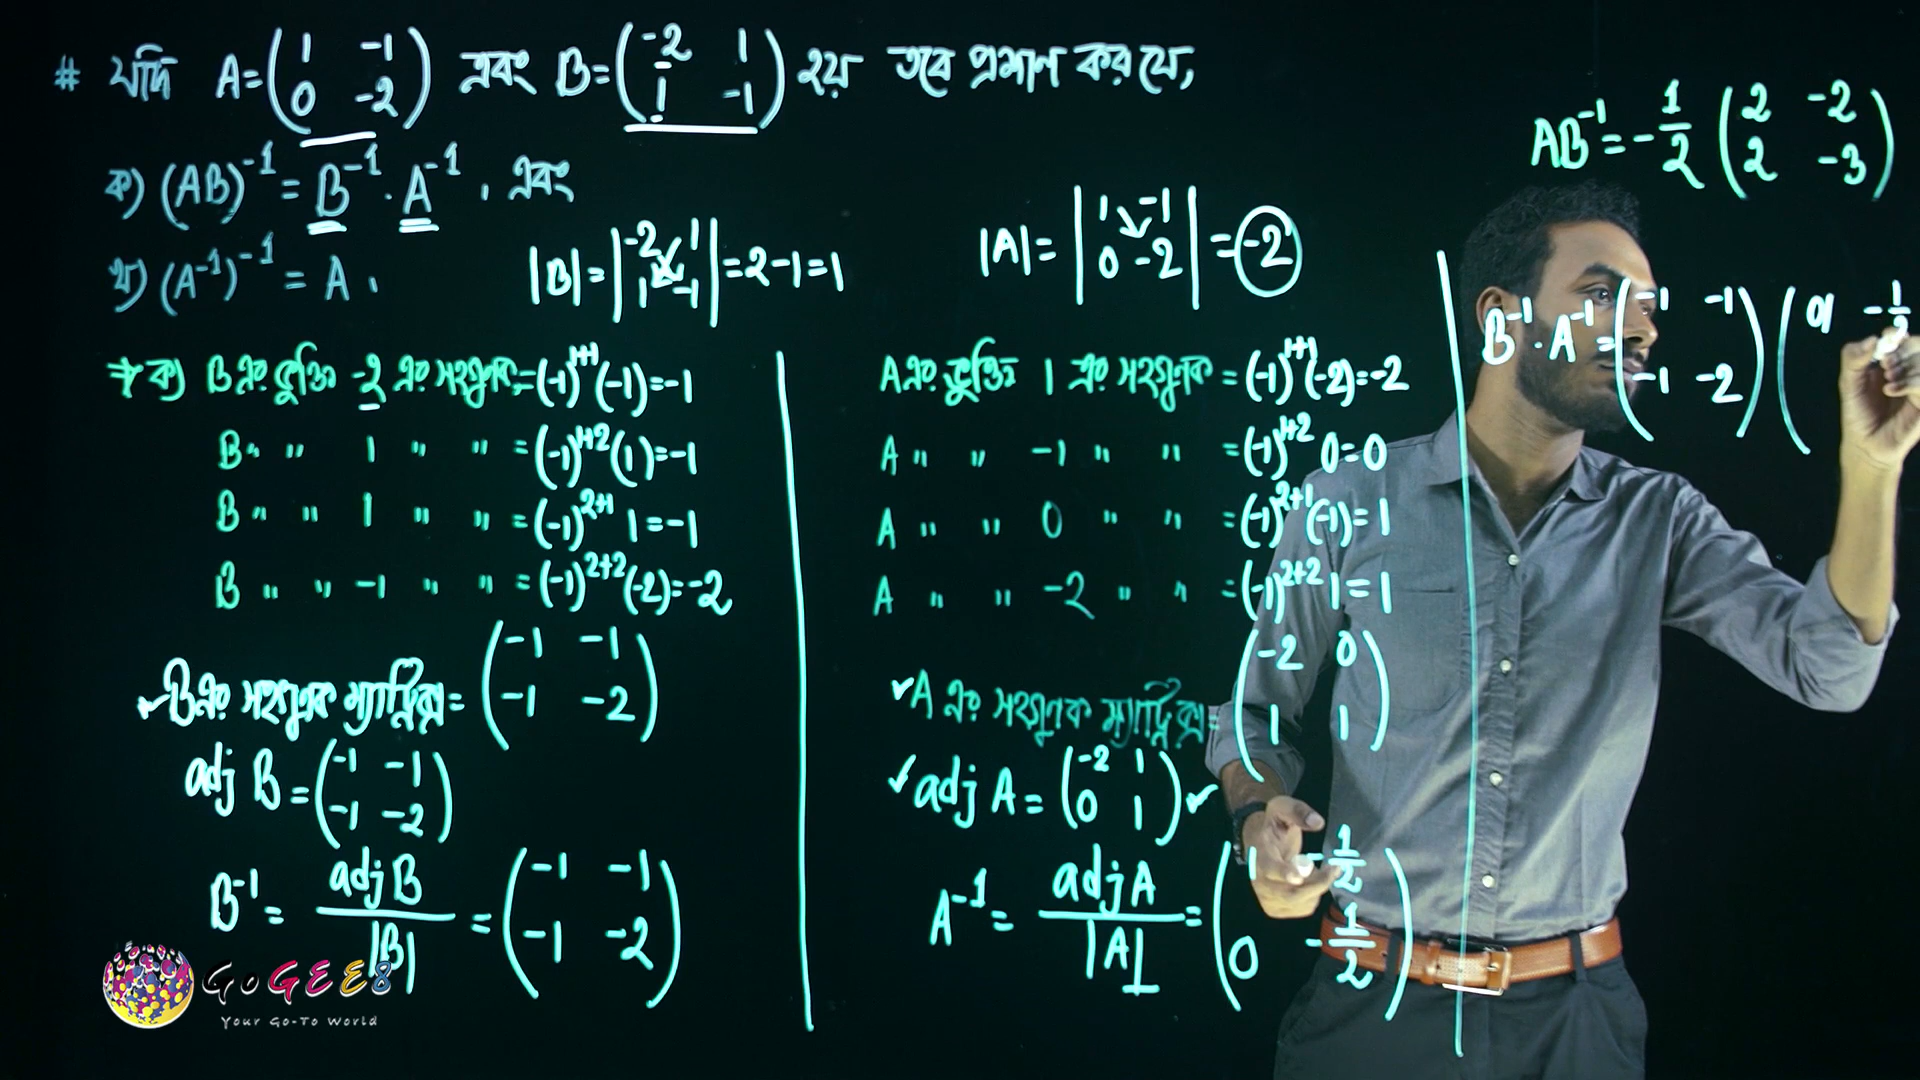 # যদি A = (1 -1 0 -2) এবং B = (-2 1 1 -1) হয় তবে প্রমাণ কর যে,
ক) (AB)⁻¹ = B⁻¹ . A⁻¹ , এবং
খ) (A⁻¹)⁻¹ = A ,
|B| = |-2 1 1 -1| = 2-1 = 1
⇒ ক) B এর ভুক্তি -2 এর সহগুণক = (-1)¹⁺¹(-1) = -1
B " " 1 " " = (-1)¹⁺²(1) = -1
B " " 1 " " = (-1)²⁺¹ 1 = -1
B " " -1 " " = (-1)²⁺²(-2) = -2
B এর সহগুণক ম্যাট্রিক্স = (-1 -1 -1 -2)
adj B = (-1 -1 -1 -2)
B⁻¹ = adj B / |B| = (-1 -1 -1 -2)
|A| = |1 -1 0 -2| = -2
A এর ভুক্তি 1 এর সহগুণক = (-1)¹⁺¹(-2) = -2
A " " -1 " " = (-1)¹⁺² 0 = 0
A " " 0 " " = (-1)²⁺¹(-1) = 1
A " " -2 " " = (-1)²⁺² 1 = 1
A এর সহগুণক ম্যাট্রিক্স = (-2 0 1 1)
adj A = (-2 1 0 1)
A⁻¹ = adj A / |A| = (1 -1/2 0 -1/2)
AB⁻¹ = -1/2 (2 -2 2 -3)
B⁻¹ . A⁻¹ = (-1 -1 -1 -2) (
GoGEE8
Your Go-To World